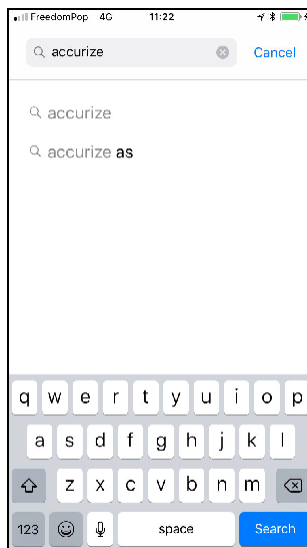 FreedomPop 4G 11:22
accurize Cancel
accurize
accurize as
q w e r t y u i o p
a s d f g h j k l
z x c v b n m
123 space Search